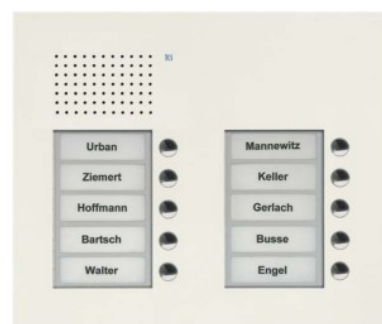 Urban
Ziemert
Hoffmann
Bartsch
Walter
Mannewitz
Keller
Gerlach
Busse
Engel